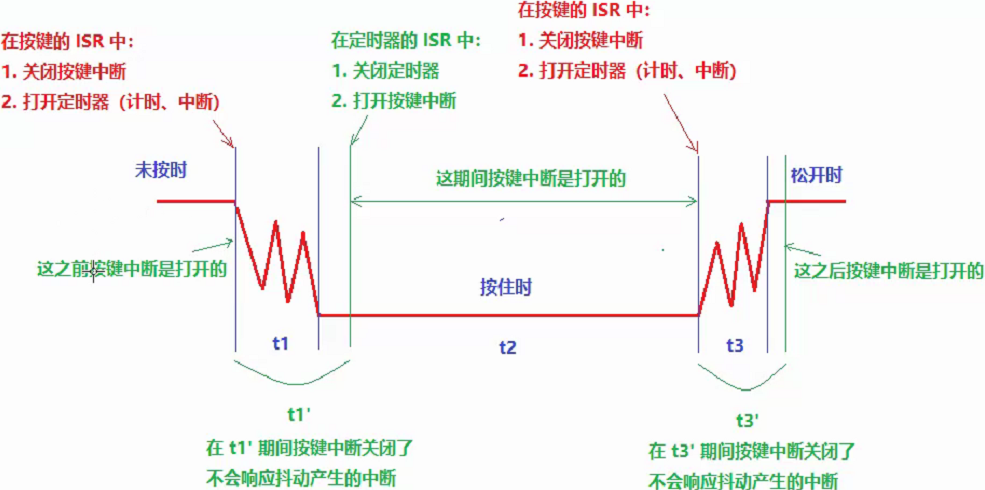 在按键的 ISR 中：
1. 关闭按键中断
2. 打开定时器（计时、中断）
在定时器的 ISR 中：
1. 关闭定时器
2. 打开按键中断
在按键的 ISR 中：
1. 关闭按键中断
2. 打开定时器（计时、中断）
未按时
这期间按键中断是打开的
松开时
这之前按键中断是打开的
按住时
这之后按键中断是打开的
t1
t2
t3
t1'
在 t1' 期间按键中断关闭了
不会响应抖动产生的中断
t3'
在 t3' 期间按键中断关闭了
不会响应抖动产生的中断